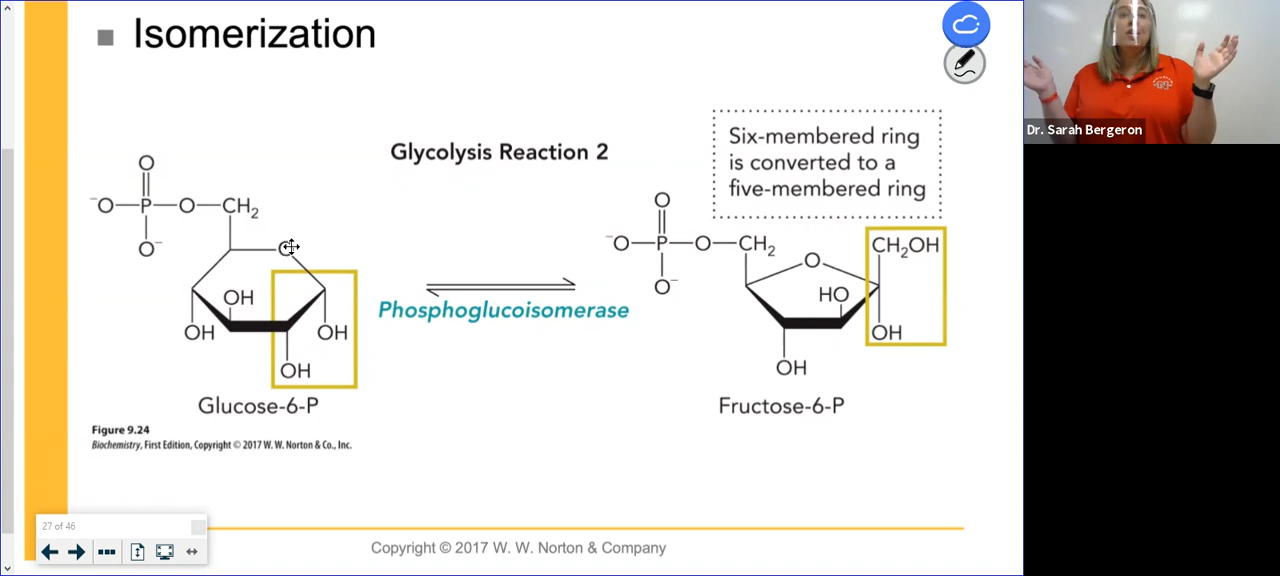 Isomerization
Glycolysis Reaction 2
Six-membered ring
is converted to a
five-membered ring
O
⁻O—P—O—CH₂
O⁻
OH
OH
OH
OH
Glucose-6-P
Phosphoglucoisomerase
O
⁻O—P—O—CH₂
O⁻
O
CH₂OH
HO
OH
OH
Fructose-6-P
Figure 9.24
Biochemistry, First Edition, Copyright © 2017 W. W. Norton & Co., Inc.
27 of 46
Copyright © 2017 W. W. Norton & Company
Dr. Sarah Bergeron